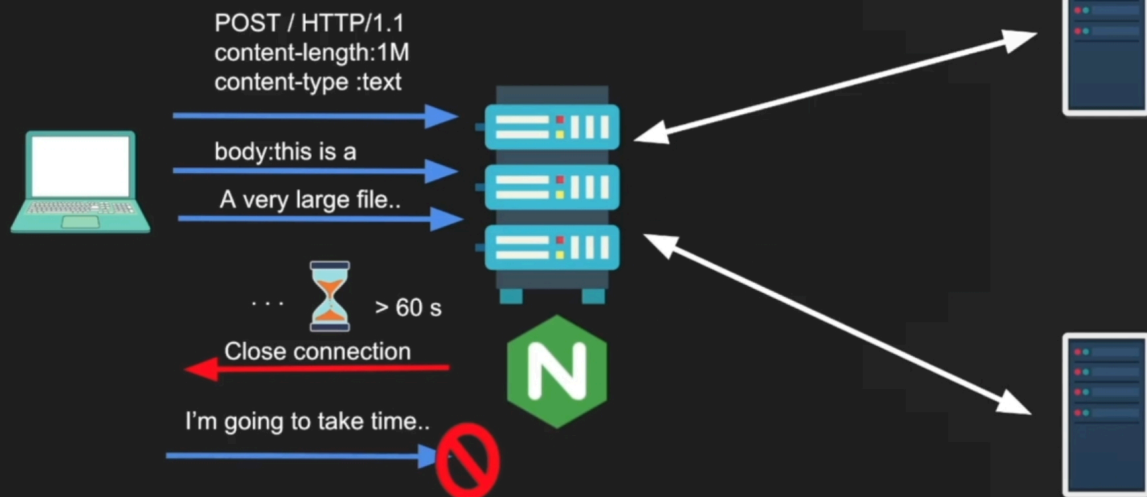 POST / HTTP/1.1
content-length:1M
content-type :text
body:this is a
A very large file..
... > 60 s
Close connection
N
I'm going to take time..